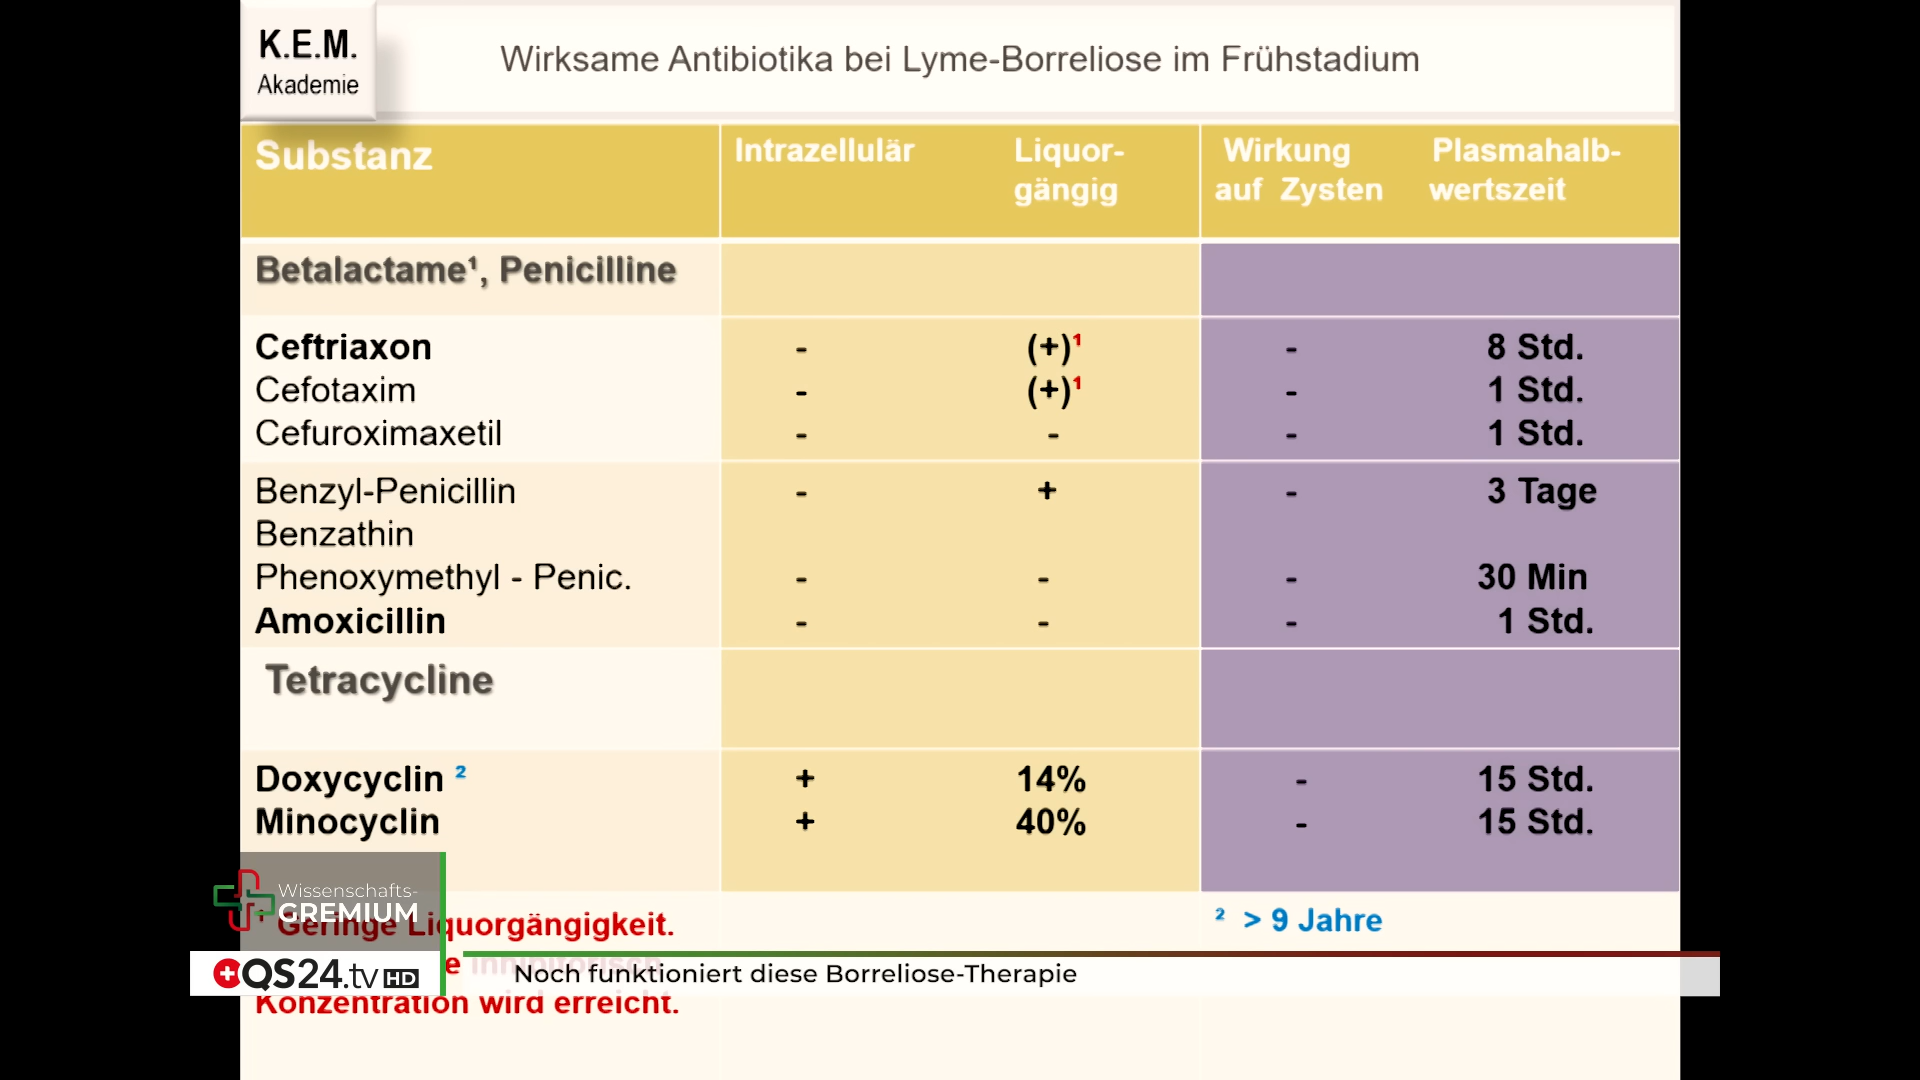 K.E.M.
Akademie
Wirksame Antibiotika bei Lyme-Borreliose im Frühstadium
Substanz Intrazellulär Liquor- Wirkung Plasmahalb-
gängig auf Zysten wertszeit
Betalactame¹, Penicilline
Ceftriaxon - (+)¹ - 8 Std.
Cefotaxim - (+)¹ - 1 Std.
Cefuroximaxetil - - - 1 Std.
Benzyl-Penicillin - + - 3 Tage
Benzathin
Phenoxymethyl - Penic. - - - 30 Min
Amoxicillin - - - 1 Std.
Tetracycline
Doxycyclin ² + 14% - 15 Std.
Minocyclin + 40% - 15 Std.
Wissenschafts-
GREMIUM
¹ Geringe Liquorgängigkeit. ² > 9 Jahre
QS24.tv HD
Noch funktioniert diese Borreliose-Therapie
Konzentration wird erreicht.